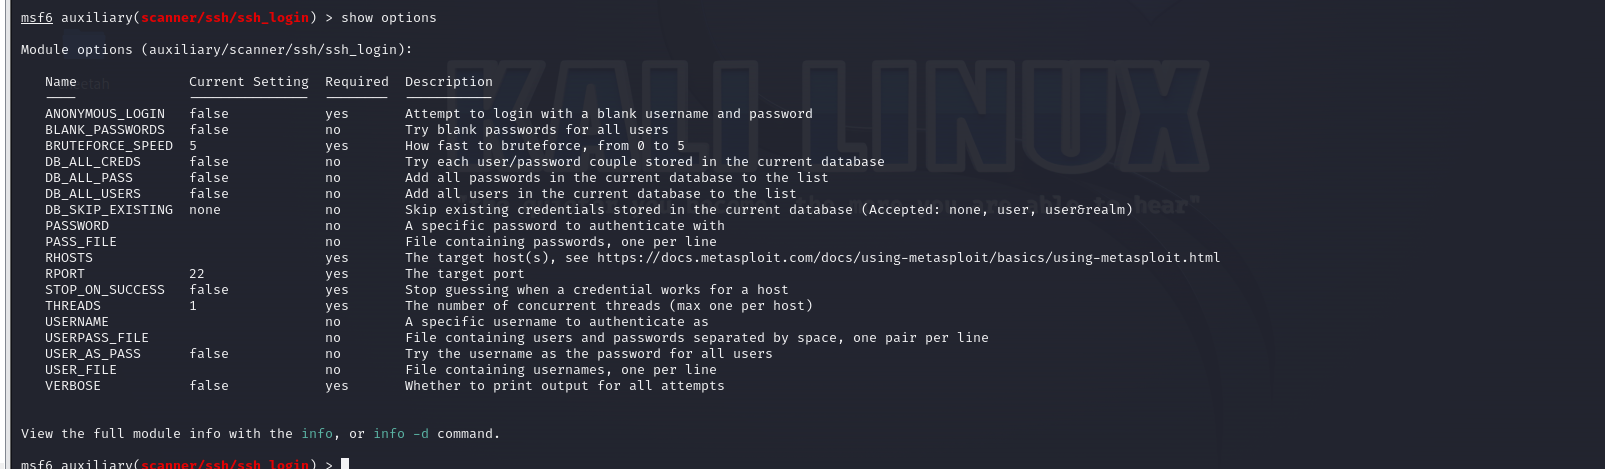 msf6 auxiliary(scanner/ssh/ssh_login) > show options
Module options (auxiliary/scanner/ssh/ssh_login):
Name Current Setting Required Description
ANONYMOUS_LOGIN false yes Attempt to login with a blank username and password
BLANK_PASSWORDS false no Try blank passwords for all users
BRUTEFORCE_SPEED 5 yes How fast to bruteforce, from 0 to 5
DB_ALL_CREDS false no Try each user/password couple stored in the current database
DB_ALL_PASS false no Add all passwords in the current database to the list
DB_ALL_USERS false no Add all users in the current database to the list
DB_SKIP_EXISTING none no Skip existing credentials stored in the current database (Accepted: none, user, user&realm)
PASSWORD no A specific password to authenticate with
PASS_FILE no File containing passwords, one per line
RHOSTS yes The target host(s), see https://docs.metasploit.com/docs/using-metasploit/basics/using-metasploit.html
RPORT 22 yes The target port
STOP_ON_SUCCESS false yes Stop guessing when a credential works for a host
THREADS 1 yes The number of concurrent threads (max one per host)
USERNAME no A specific username to authenticate as
USERPASS_FILE no File containing users and passwords separated by space, one pair per line
USER_AS_PASS false no Try the username as the password for all users
USER_FILE no File containing usernames, one per line
VERBOSE false yes Whether to print output for all attempts
View the full module info with the info, or info -d command.
msf6 auxiliary(scanner/ssh/ssh_login) >
KALI LINUX